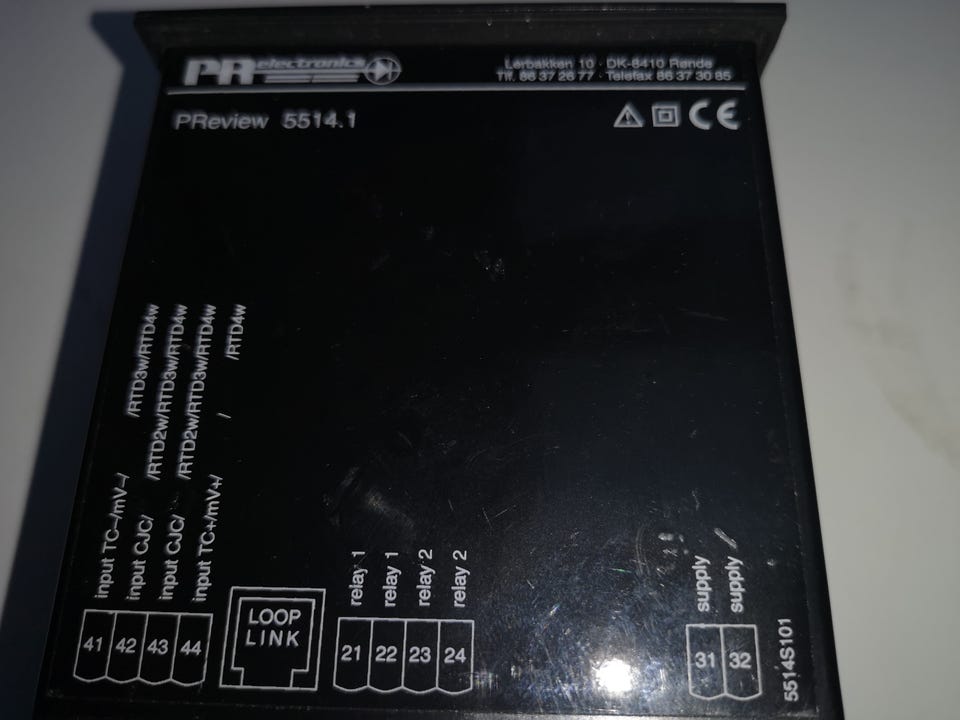 PR electronics
Lerbakken 10 · DK-8410 Rønde
Tlf. 86 37 26 77 · Telefax 86 37 30 85
PReview 5514.1
CE
input TC–/mV–/ /RTD3w/RTD4w
input CJC/ /RTD2w/RTD3w/RTD4w
input CJC/ /RTD2w/RTD3w/RTD4w
input TC+/mV+/ / /RTD4w
41 42 43 44
LOOP
LINK
relay 1
relay 1
relay 2
relay 2
21 22 23 24
supply
supply
31 32
5514S101